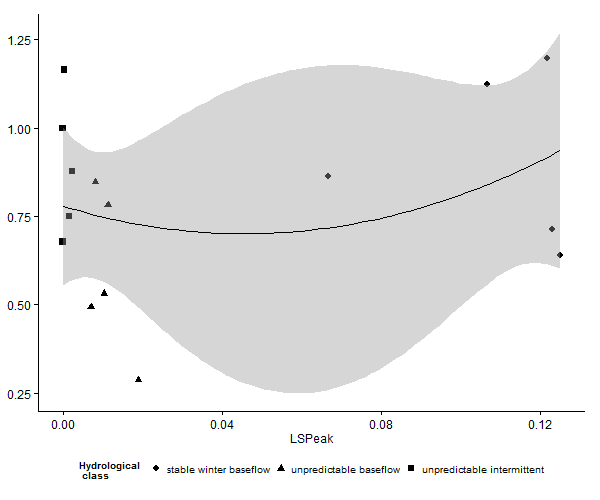 1.25
1.00
0.75
0.50
0.25
0.00 0.04 0.08 0.12
LSPeak
Hydrological
class
stable winter baseflow unpredictable baseflow unpredictable intermittent